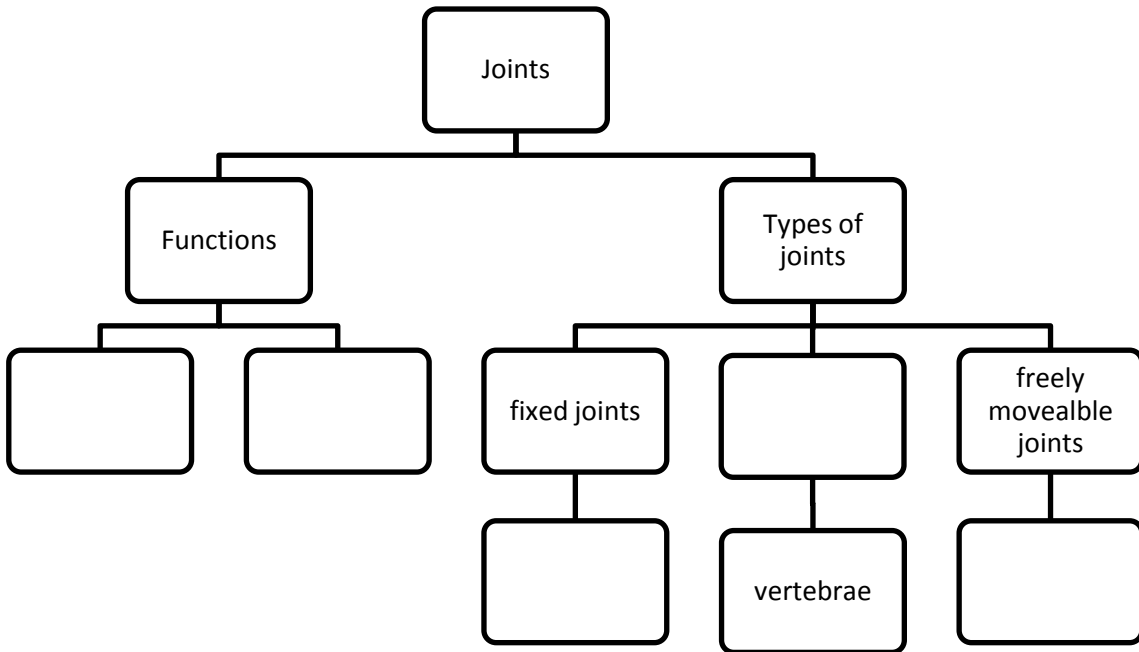 Joints
Functions
Types of
joints
fixed joints
freely
movealble
joints
vertebrae